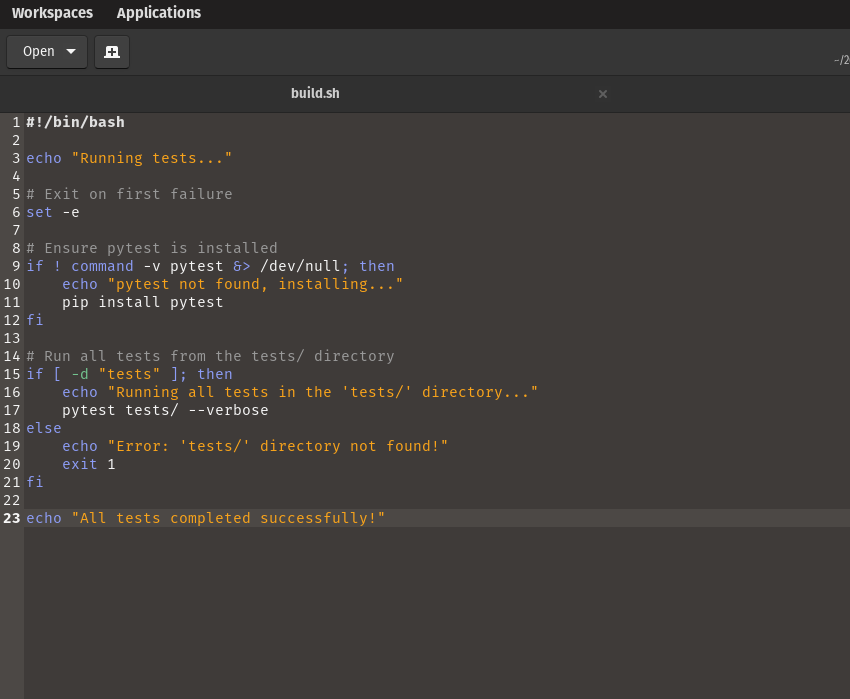 Workspaces Applications
Open
~/2
build.sh ×
1 #!/bin/bash
2
3 echo "Running tests..."
4
5 # Exit on first failure
6 set -e
7
8 # Ensure pytest is installed
9 if ! command -v pytest &> /dev/null; then
10     echo "pytest not found, installing..."
11     pip install pytest
12 fi
13
14 # Run all tests from the tests/ directory
15 if [ -d "tests" ]; then
16     echo "Running all tests in the 'tests/' directory..."
17     pytest tests/ --verbose
18 else
19     echo "Error: 'tests/' directory not found!"
20     exit 1
21 fi
22
23 echo "All tests completed successfully!"